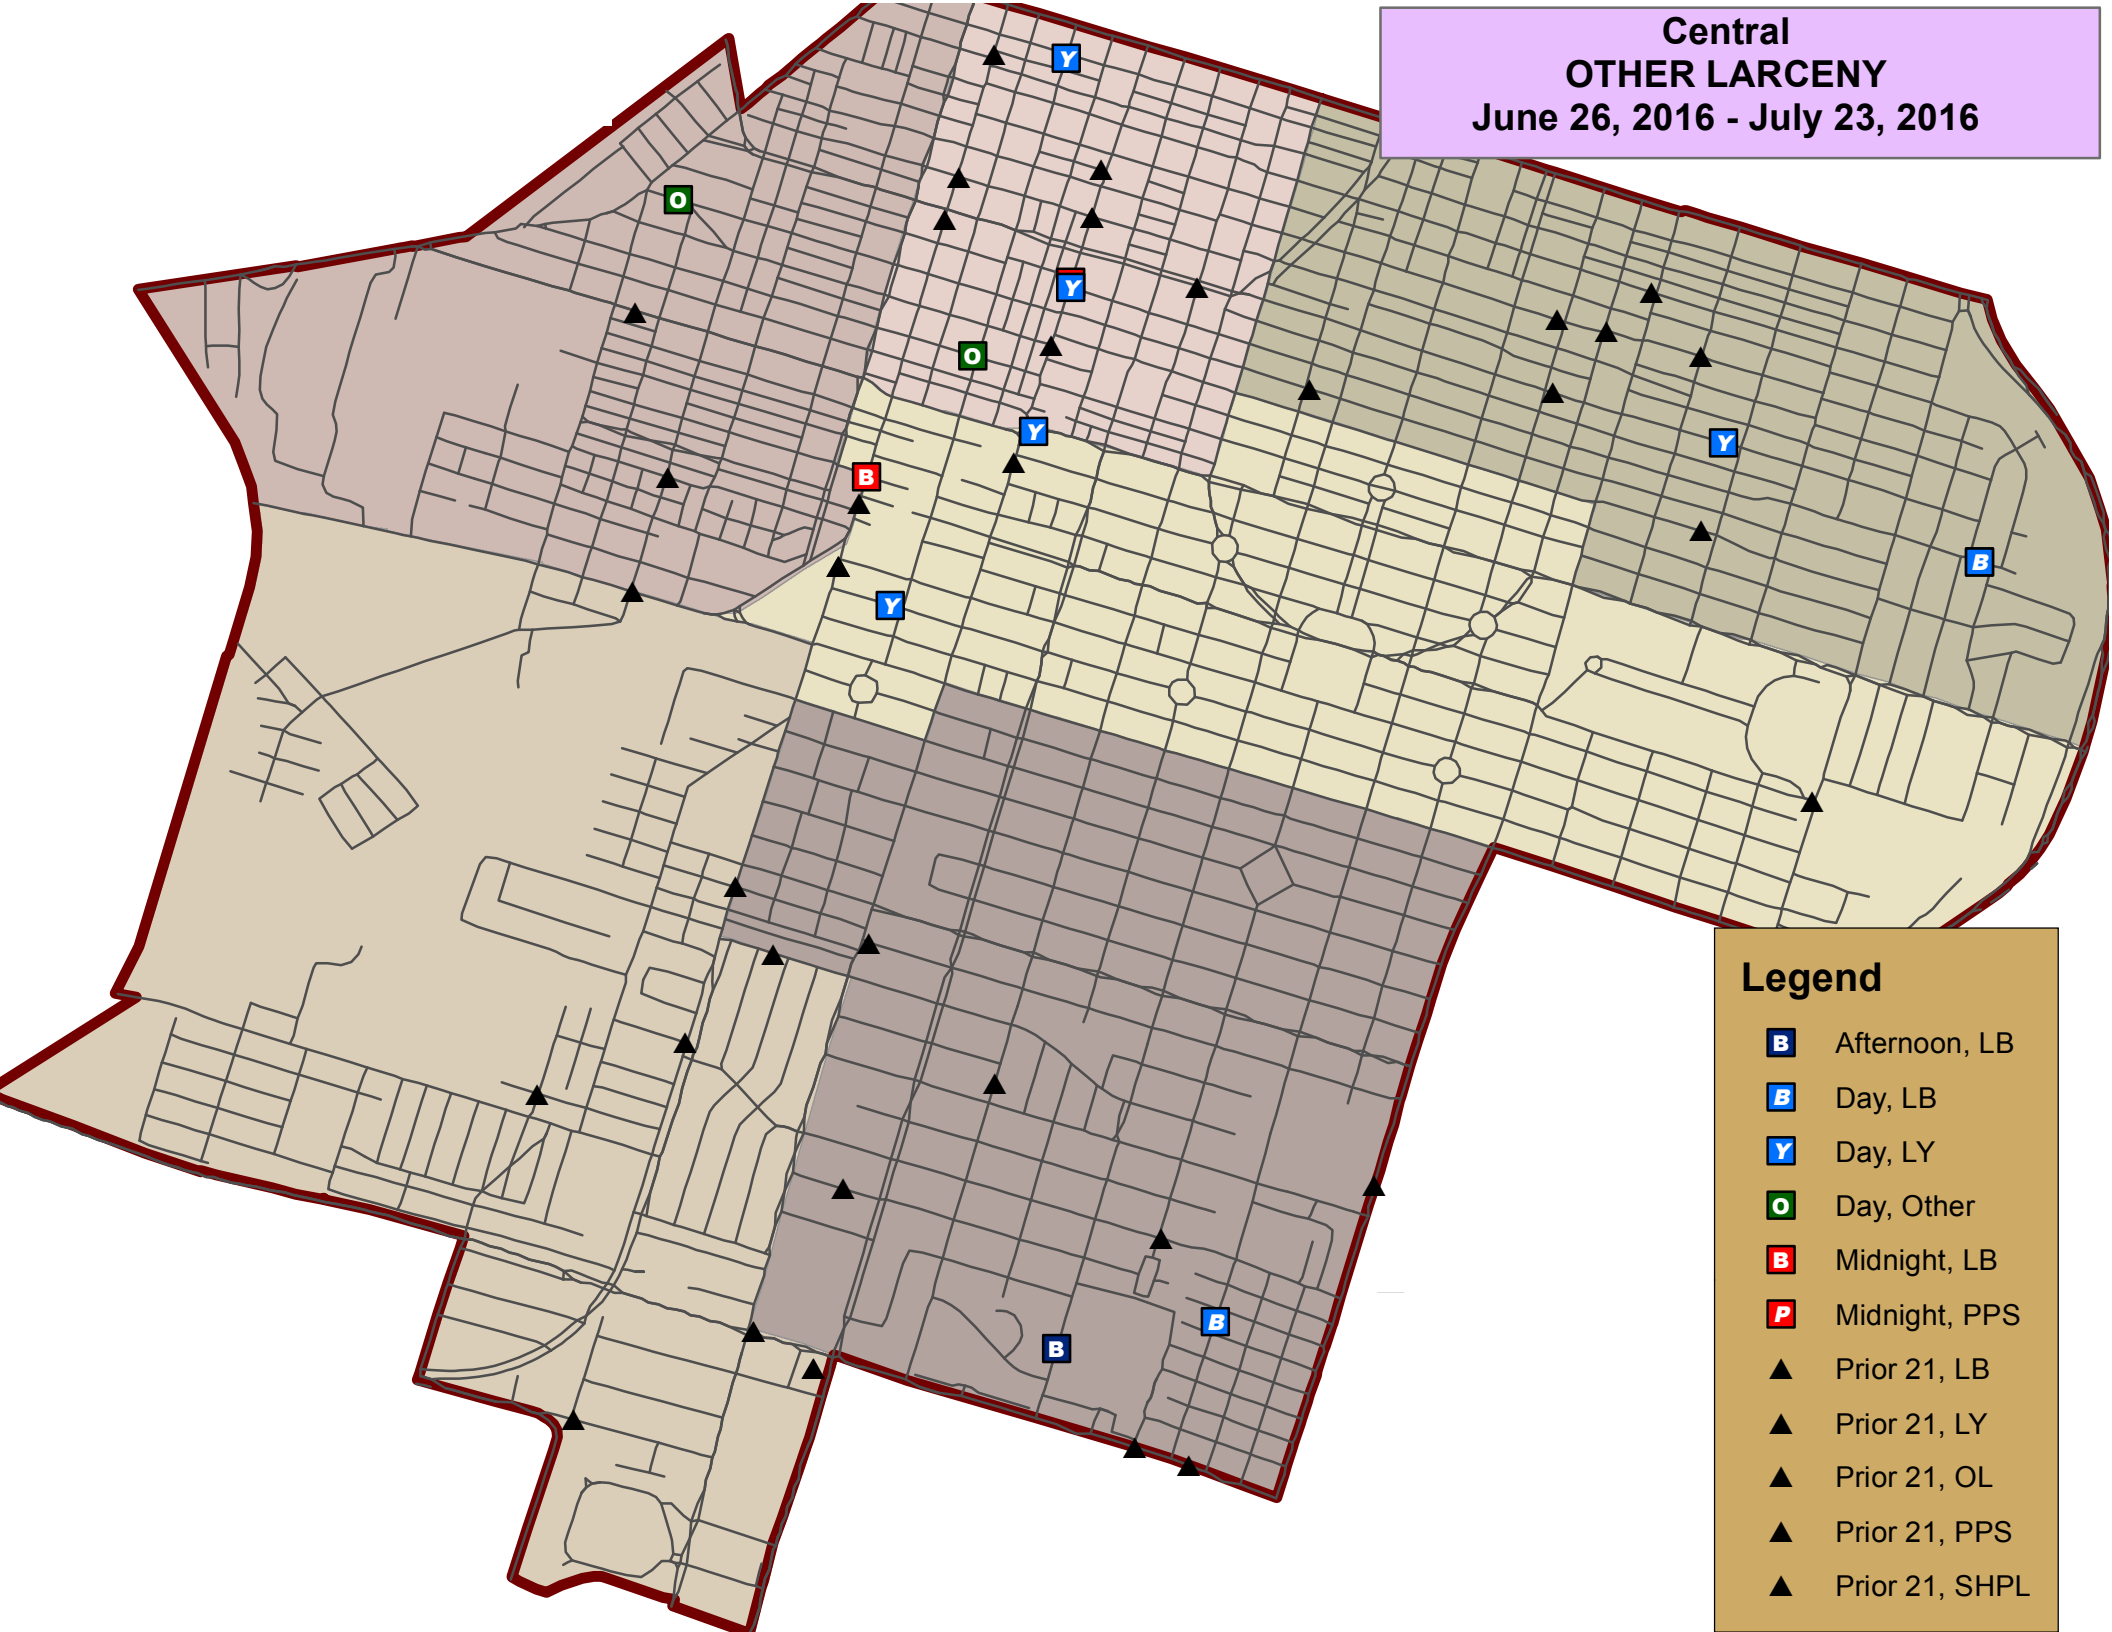 Central
OTHER LARCENY
June 26, 2016 - July 23, 2016
Y
O
Y
O
Y
B
Y
B
Y
B
B
Legend
B Afternoon, LB
B Day, LB
Y Day, LY
O Day, Other
B Midnight, LB
P Midnight, PPS
Prior 21, LB
Prior 21, LY
Prior 21, OL
Prior 21, PPS
Prior 21, SHPL